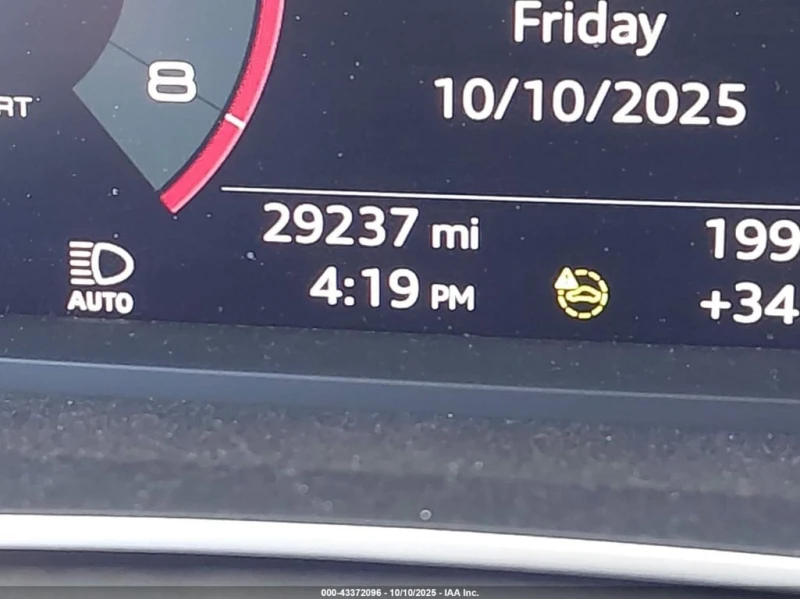 Friday
10/10/2025
8
RT
29237 mi
199
4:19 PM
+34
AUTO
000-43372096 - 10/10/2025 - IAA Inc.